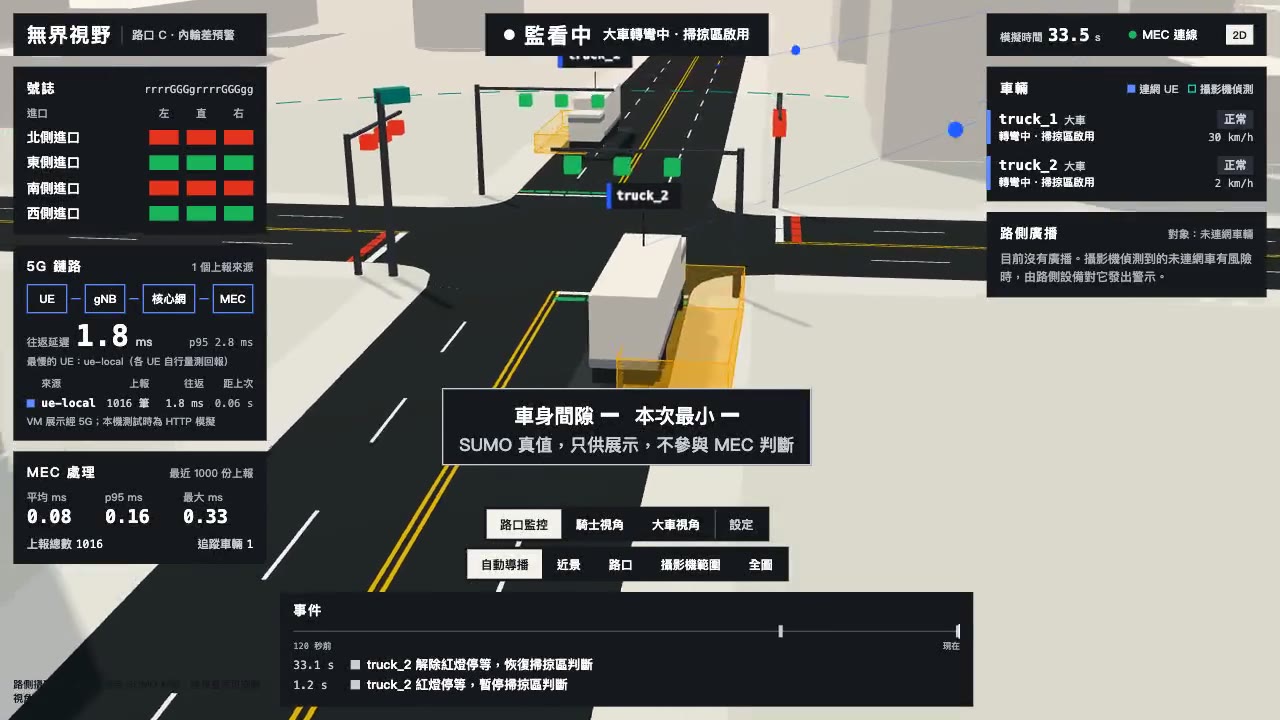 無界視野 路口 C · 內輪差預警
監看中 大車轉彎中 · 掃掠區啟用
模擬時間 33.5 s MEC 連線 2D
號誌 rrrrGGGgrrrrGGGgg
進口 左 直 右
北側進口
東側進口
南側進口
西側進口
5G 鏈路 1 個上報來源
UE gNB 核心網 MEC
往返延遲 1.8 ms p95 2.8 ms
最慢的 UE：ue-local（各 UE 自行量測回報）
來源 上報 往返 距上次
ue-local 1016 筆 1.8 ms 0.06 s
VM 展示經 5G；本機測試時為 HTTP 模擬
MEC 處理 最近 1000 份上報
平均 ms p95 ms 最大 ms
0.08 0.16 0.33
上報總數 1016 追蹤車輛 1
truck_2
車輛 連網 UE 攝影機偵測
truck_1 大車 正常
轉彎中 · 掃掠區啟用 30 km/h
truck_2 大車 正常
轉彎中 · 掃掠區啟用 2 km/h
路側廣播 對象：未連網車輛
目前沒有廣播。攝影機偵測到的未連網車有風險
時，由路側設備對它發出警示。
車身間隙 — 本次最小 —
SUMO 真值，只供展示，不參與 MEC 判斷
路口監控 騎士視角 大車視角 設定
自動導播 近景 路口 攝影機範圍 全圖
事件
120 秒前 現在
33.1 s truck_2 解除紅燈停等，恢復掃掠區判斷
1.2 s truck_2 紅燈停等，暫停掃掠區判斷